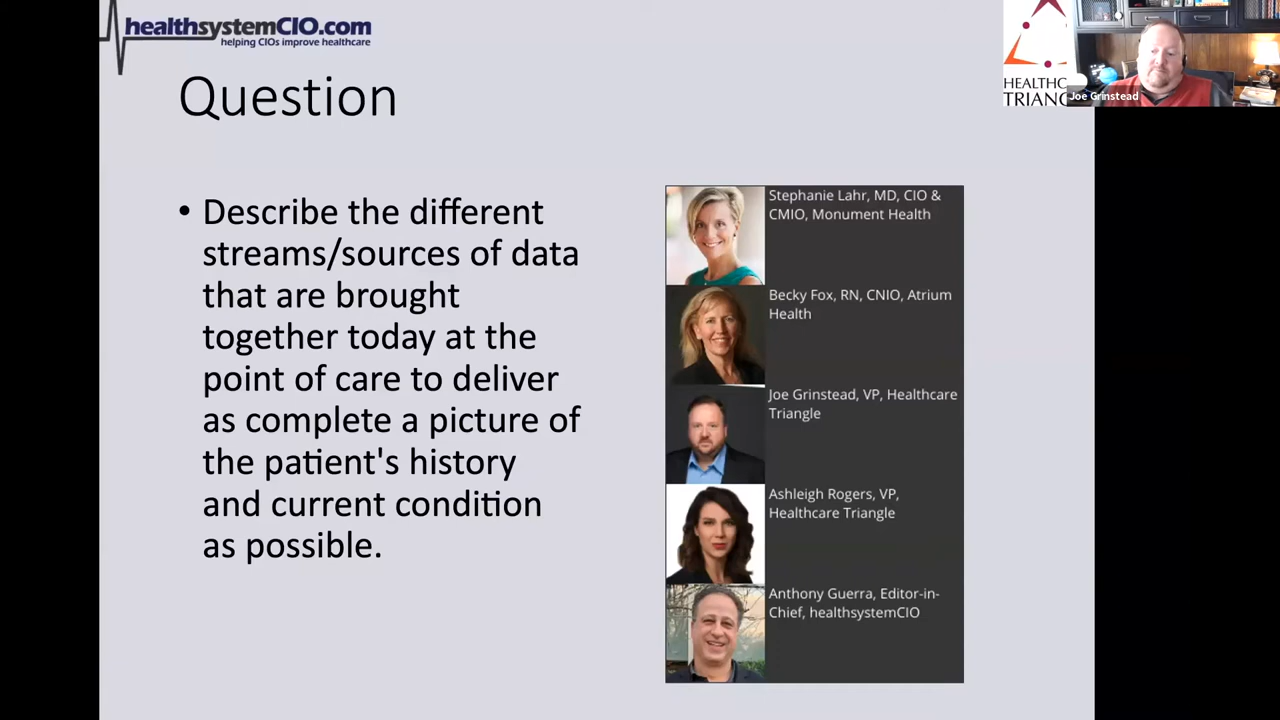 healthsystemCIO.com
helping CIOs improve healthcare
Question
• Describe the different
streams/sources of data
that are brought
together today at the
point of care to deliver
as complete a picture of
the patient's history
and current condition
as possible.
Stephanie Lahr, MD, CIO &
CMIO, Monument Health
Becky Fox, RN, CNIO, Atrium
Health
Joe Grinstead, VP, Healthcare
Triangle
Ashleigh Rogers, VP,
Healthcare Triangle
Anthony Guerra, Editor-in-
Chief, healthsystemCIO
HEALTHC
TRIANG
Joe Grinstead